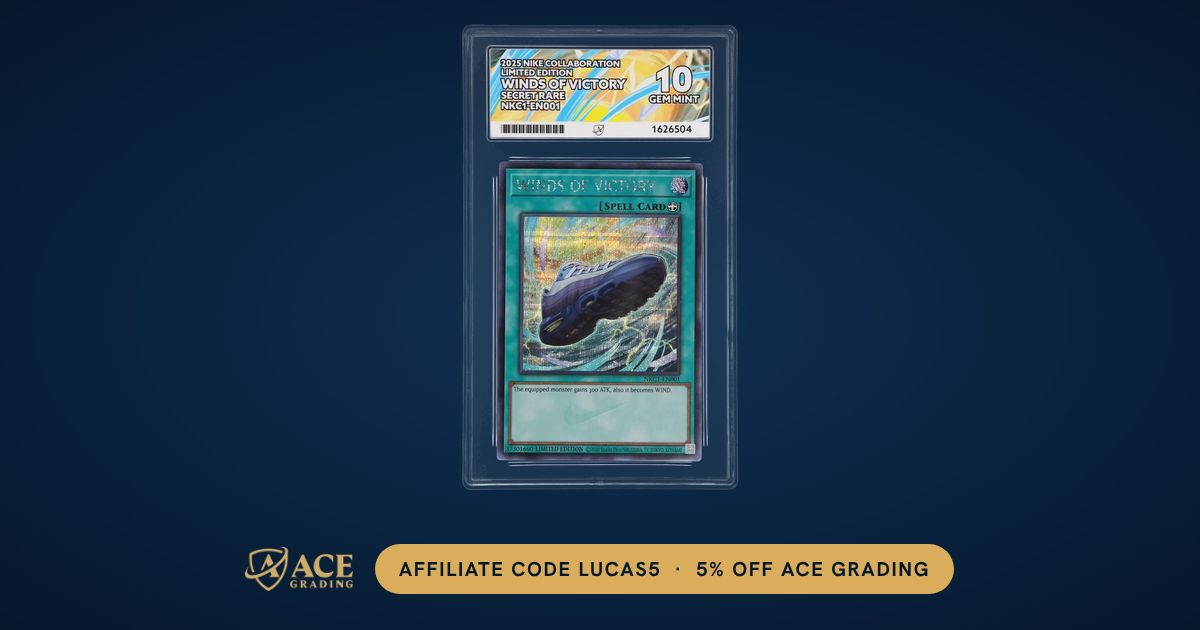 2025 NIKE COLLABORATION
LIMITED EDITION
WINDS OF VICTORY
SECRET RARE
NKC1-EN001
10
GEM MINT
1626504
WINDS OF VICTORY
[SPELL CARD]
NKC1-EN001
The equipped monster gains 300 ATK, also it becomes WIND.
LIMITED EDITION
ACE
GRADING
AFFILIATE CODE LUCAS5 · 5% OFF ACE GRADING